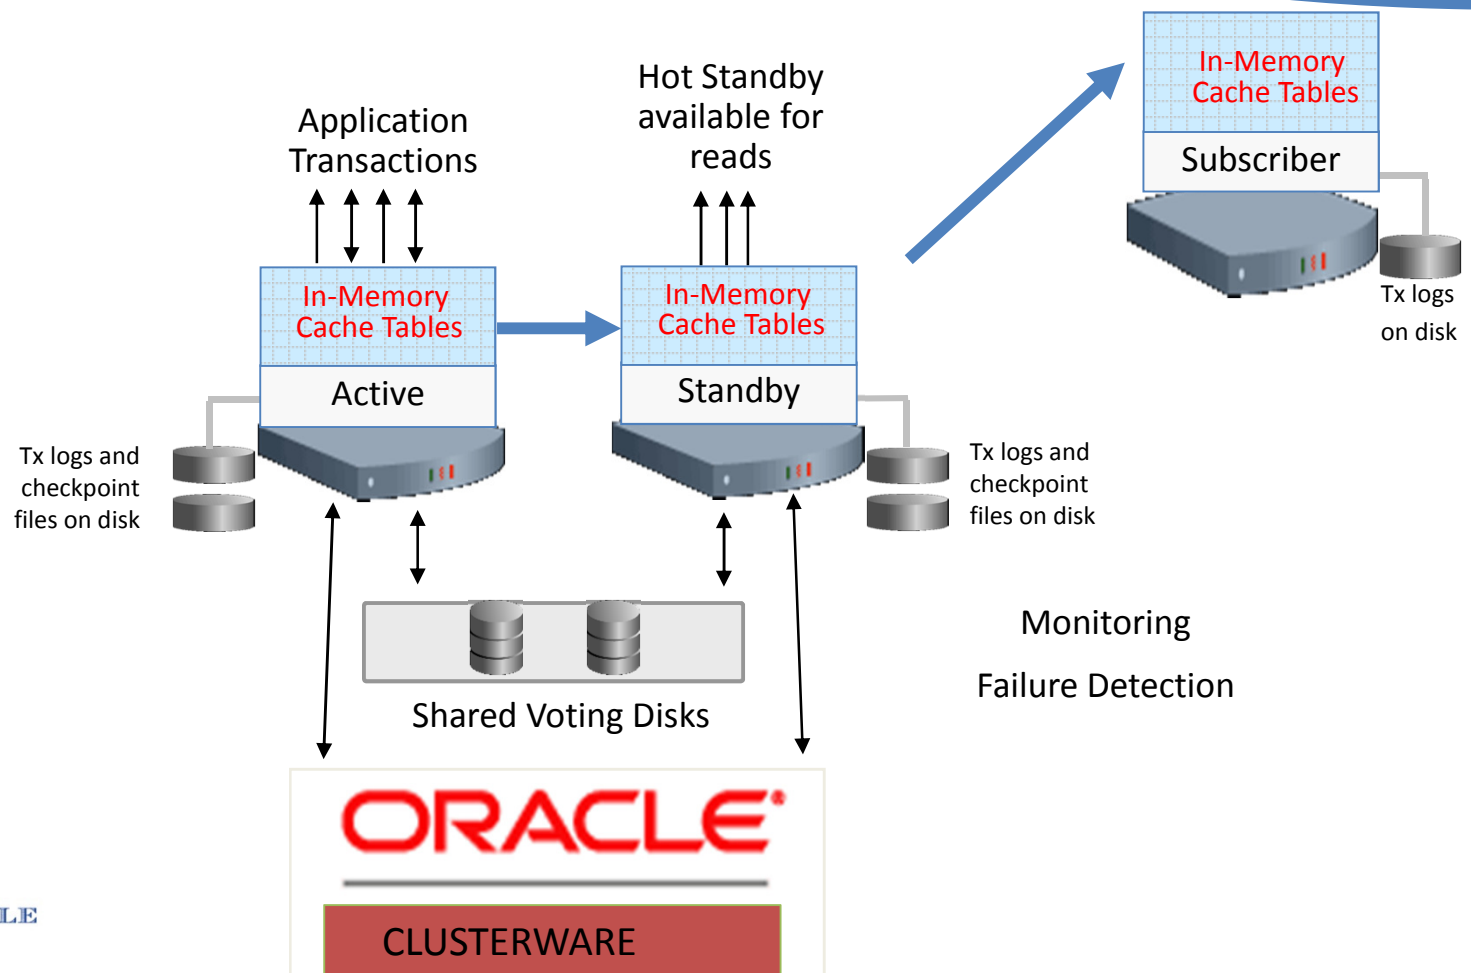 In-Memory
Cache Tables
Subscriber
Tx logs
on disk
Hot Standby
available for
reads
Application
Transactions
In-Memory
Cache Tables
Active
In-Memory
Cache Tables
Standby
Tx logs and
checkpoint
files on disk
Tx logs and
checkpoint
files on disk
Shared Voting Disks
Monitoring
Failure Detection
ORACLE®
CLUSTERWARE
LE